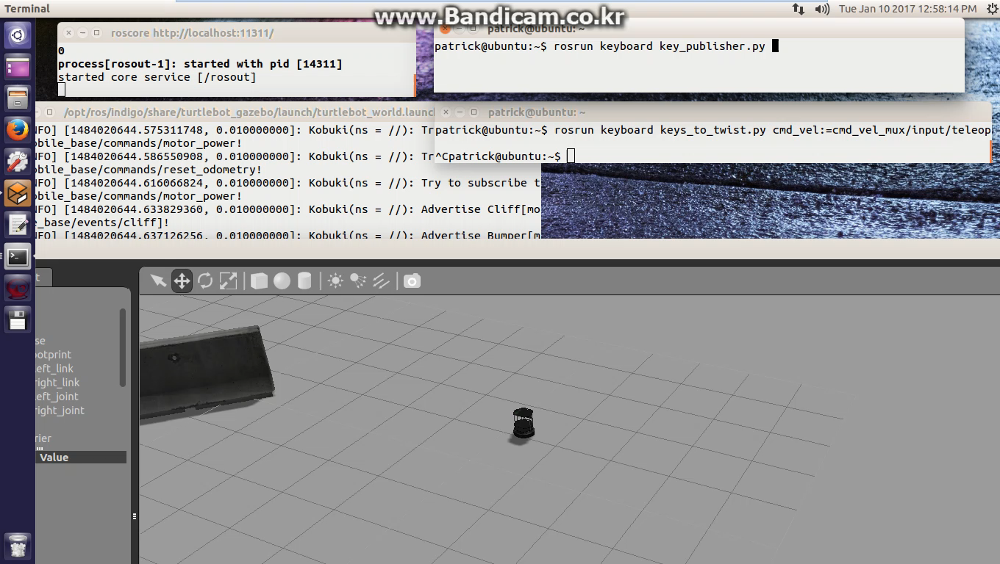 Terminal
www.Bandicam.co.kr
Tue Jan 10 2017 12:58:14 PM
roscore http://localhost:11311/
0
process[rosout-1]: started with pid [14311]
started core service [/rosout]
patrick@ubuntu: ~
patrick@ubuntu:~$ rosrun keyboard key_publisher.py
/opt/ros/indigo/share/turtlebot_gazebo/launch/turtlebot_world.launc
NFO] [1484020644.575311748, 0.010000000]: Kobuki(ns = //): Tr
obile_base/commands/motor_power!
NFO] [1484020644.586550908, 0.010000000]: Kobuki(ns = //): Tr
obile_base/commands/reset_odometry!
NFO] [1484020644.616066824, 0.010000000]: Kobuki(ns = //): Try to subscribe t
obile_base/commands/motor_power!
NFO] [1484020644.633829360, 0.010000000]: Kobuki(ns = //): Advertise Cliff[mo
le_base/events/cliff]!
NFO] [1484020644.637126256, 0.010000000]: Kobuki(ns = //): Advertise Bumper[m
patrick@ubuntu: ~
patrick@ubuntu:~$ rosrun keyboard keys_to_twist.py cmd_vel:=cmd_vel_mux/input/teleop
^Cpatrick@ubuntu:~$
t
se
ootprint
left_link
right_link
left_joint
right_joint
rier
Value